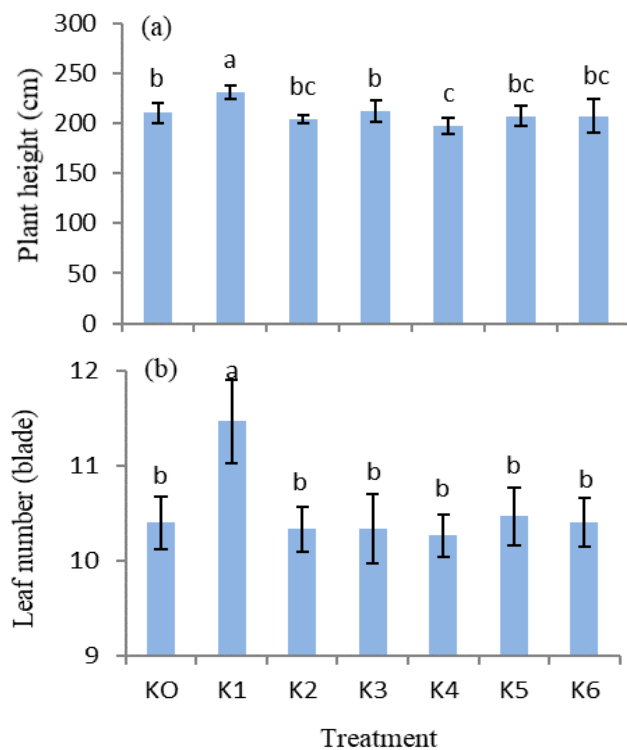 (a)
Plant height (cm)
300
250
200
150
100
50
0
b
a
bc
b
c
bc
bc
(b)
Leaf number (blade)
12
11
10
9
b
a
b
b
b
b
b
KO K1 K2 K3 K4 K5 K6
Treatment